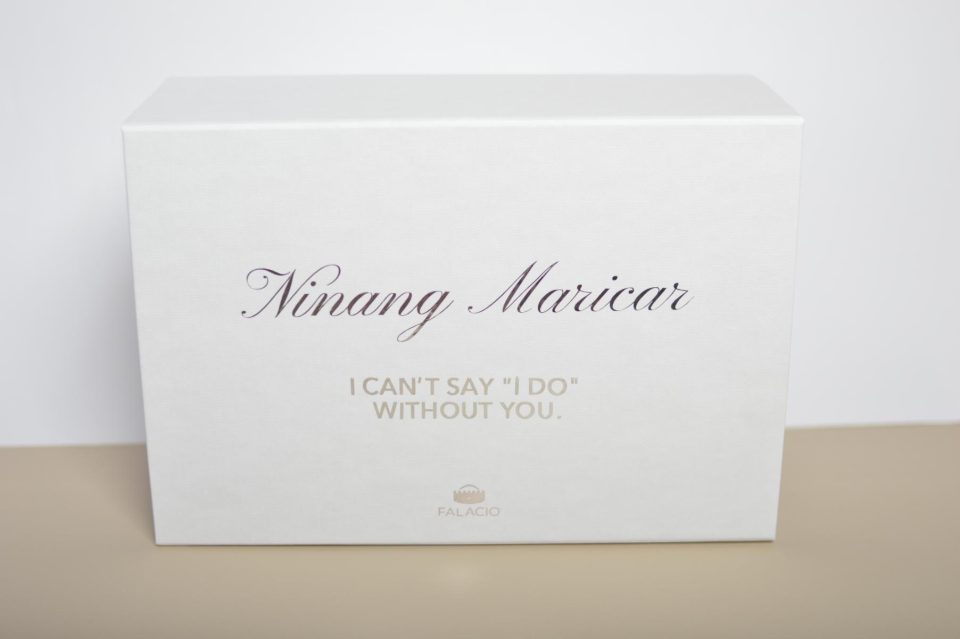 Ninang Maricar
I CAN'T SAY "I DO"
WITHOUT YOU.
FALACIO